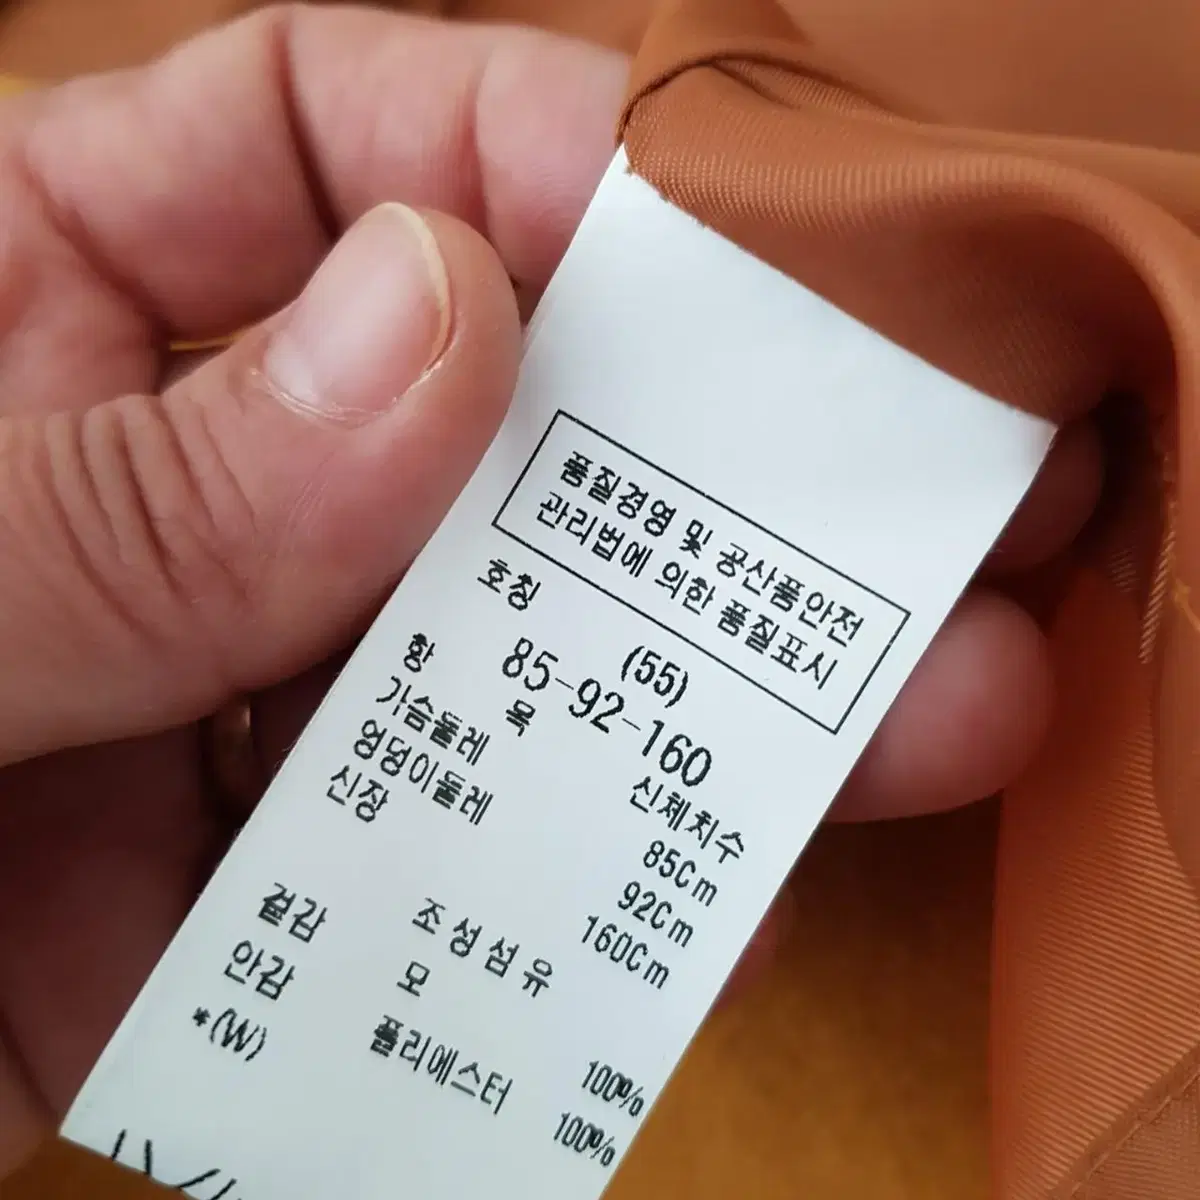 품질경영 및 공산품안전
관리법에 의한 품질표시
호칭 (55)
85-92-160
항 목 신체치수
가슴둘레 85Cm
엉덩이둘레 92Cm
신장 160Cm
조성섬유
겉감 모 100%
안감 폴리에스터 100%
*(W)